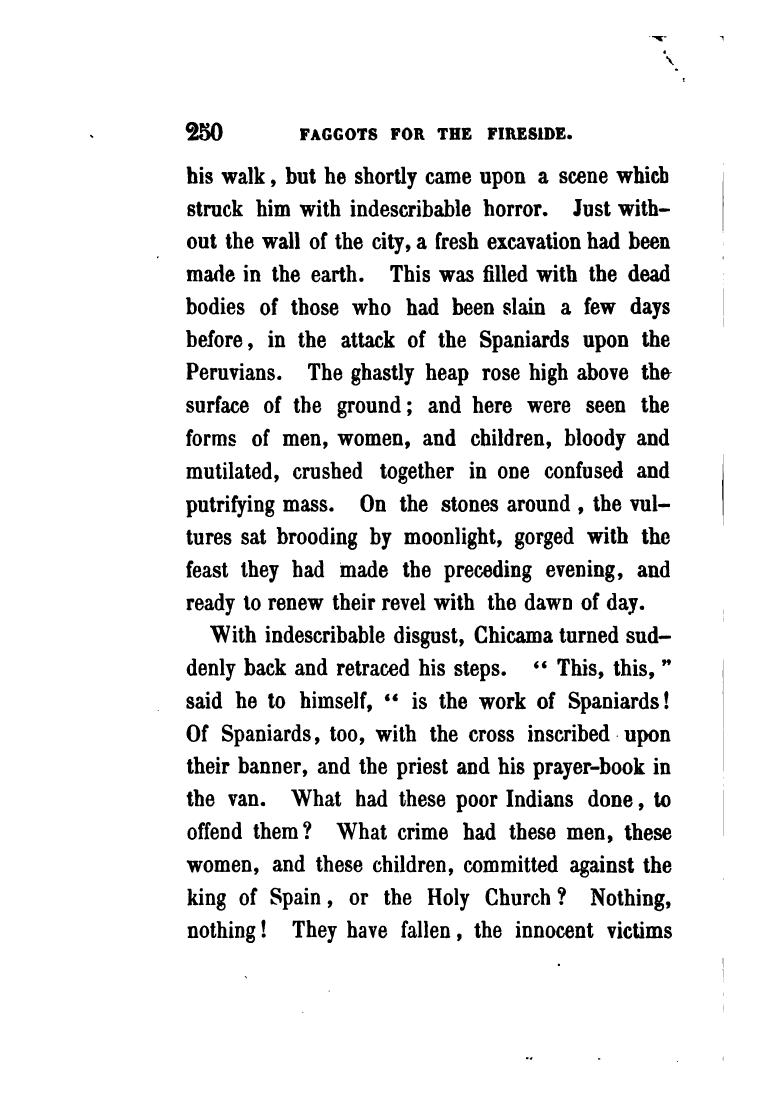 250 FAGGOTS FOR THE FIRESIDE.
his walk, but he shortly came upon a scene which
struck him with indescribable horror. Just with-
out the wall of the city, a fresh excavation had been
made in the earth. This was filled with the dead
bodies of those who had been slain a few days
before, in the attack of the Spaniards upon the
Peruvians. The ghastly heap rose high above the
surface of the ground; and here were seen the
forms of men, women, and children, bloody and
mutilated, crushed together in one confused and
putrifying mass. On the stones around , the vul-
tures sat brooding by moonlight, gorged with the
feast they had made the preceding evening, and
ready to renew their revel with the dawn of day.
With indescribable disgust, Chicama turned sud-
denly back and retraced his steps. “ This, this, ”
said he to himself, “ is the work of Spaniards!
Of Spaniards, too, with the cross inscribed upon
their banner, and the priest and his prayer-book in
the van. What had these poor Indians done, to
offend them? What crime had these men, these
women, and these children, committed against the
king of Spain, or the Holy Church? Nothing,
nothing! They have fallen, the innocent victims